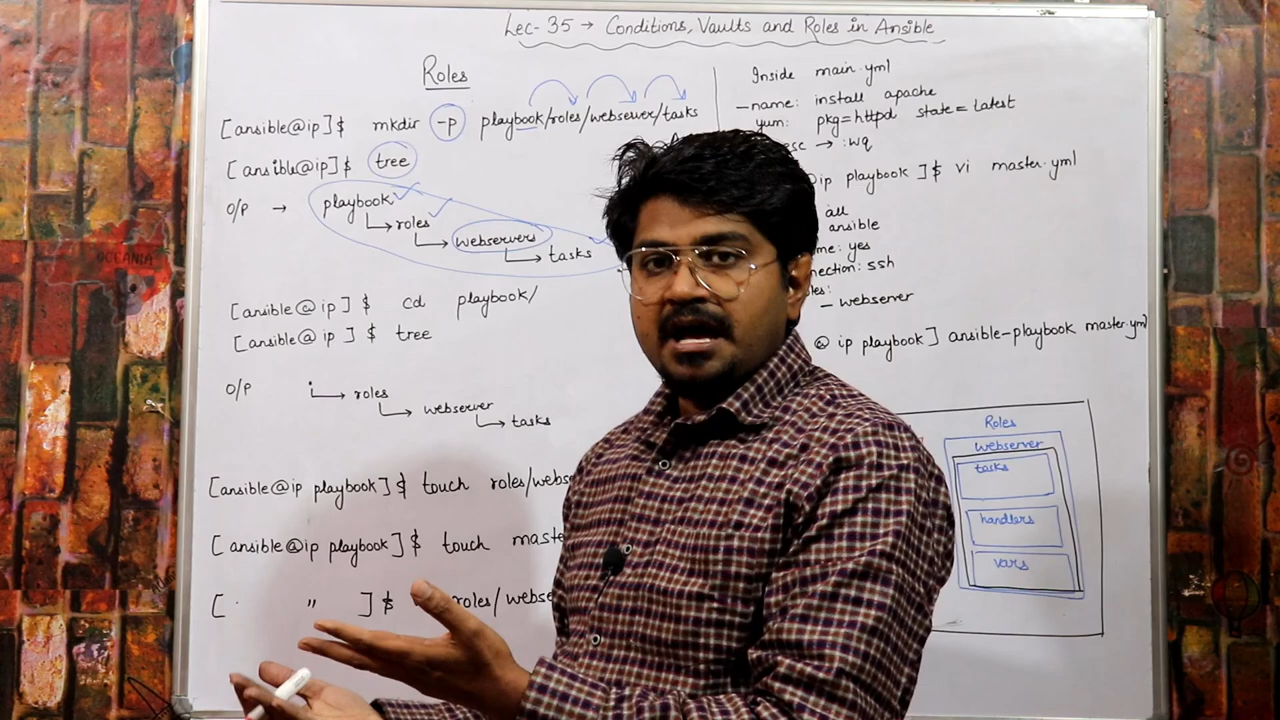 Lec-35 → Conditions, Vaults and Roles in Ansible
Roles
[ansible@ip]$ mkdir -p playbook/roles/webserver/tasks
[ansible@ip]$ tree
O/P → playbook
roles
webservers
tasks
[ansible@ip] $ cd playbook/
[ansible@ip] $ tree
O/P . roles
webserver
tasks
[ansible@ip playbook]$ touch roles/webse
[ansible@ip playbook]$ touch maste
[ " ]$ roles/webse
Inside main.yml
-name: install apache
yum: pkg=httpd state=latest
esc → :wq
ip playbook]$ vi master.yml
all
ansible
me: yes
nection: ssh
les:
- webserver
@ ip playbook] ansible-playbook master.yml
Roles
webserver
tasks
handlers
vars
OCEANIA